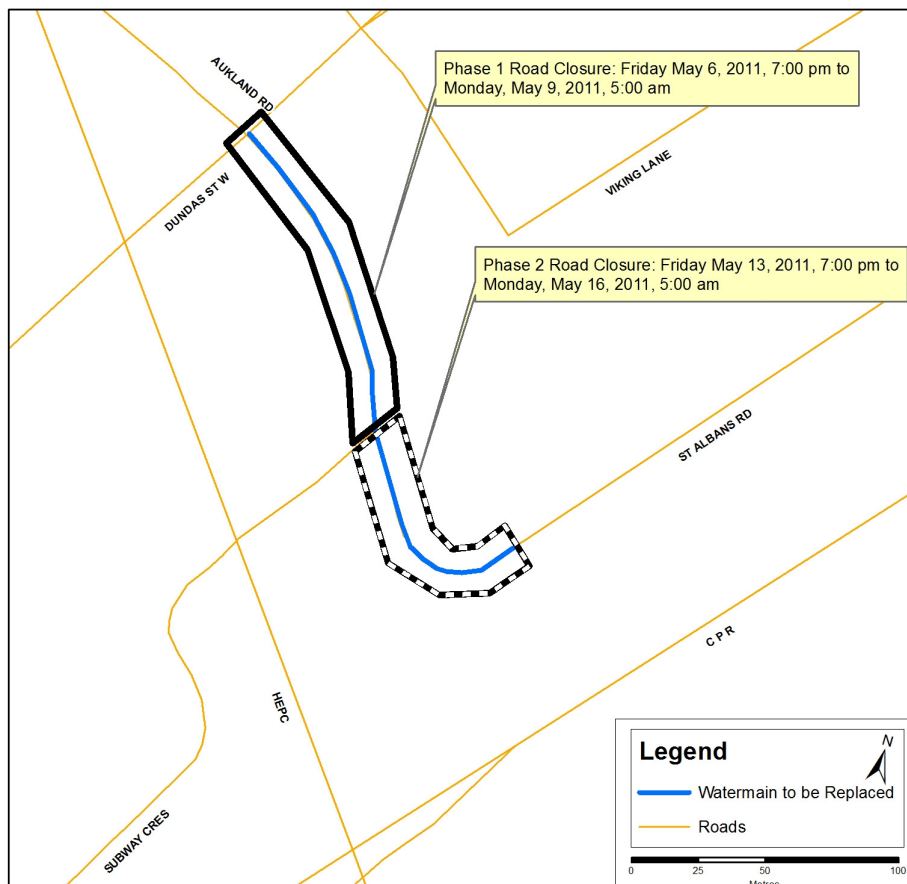 AUKLAND RD
Phase 1 Road Closure: Friday May 6, 2011, 7:00 pm to
Monday, May 9, 2011, 5:00 am
VIKING LANE
DUNDAS ST W
Phase 2 Road Closure: Friday May 13, 2011, 7:00 pm to
Monday, May 16, 2011, 5:00 am
ST ALBANS RD
C P R
HEPC
SUBWAY CRES
Legend
N
Watermain to be Replaced
Roads
0 25 50 100
Metres